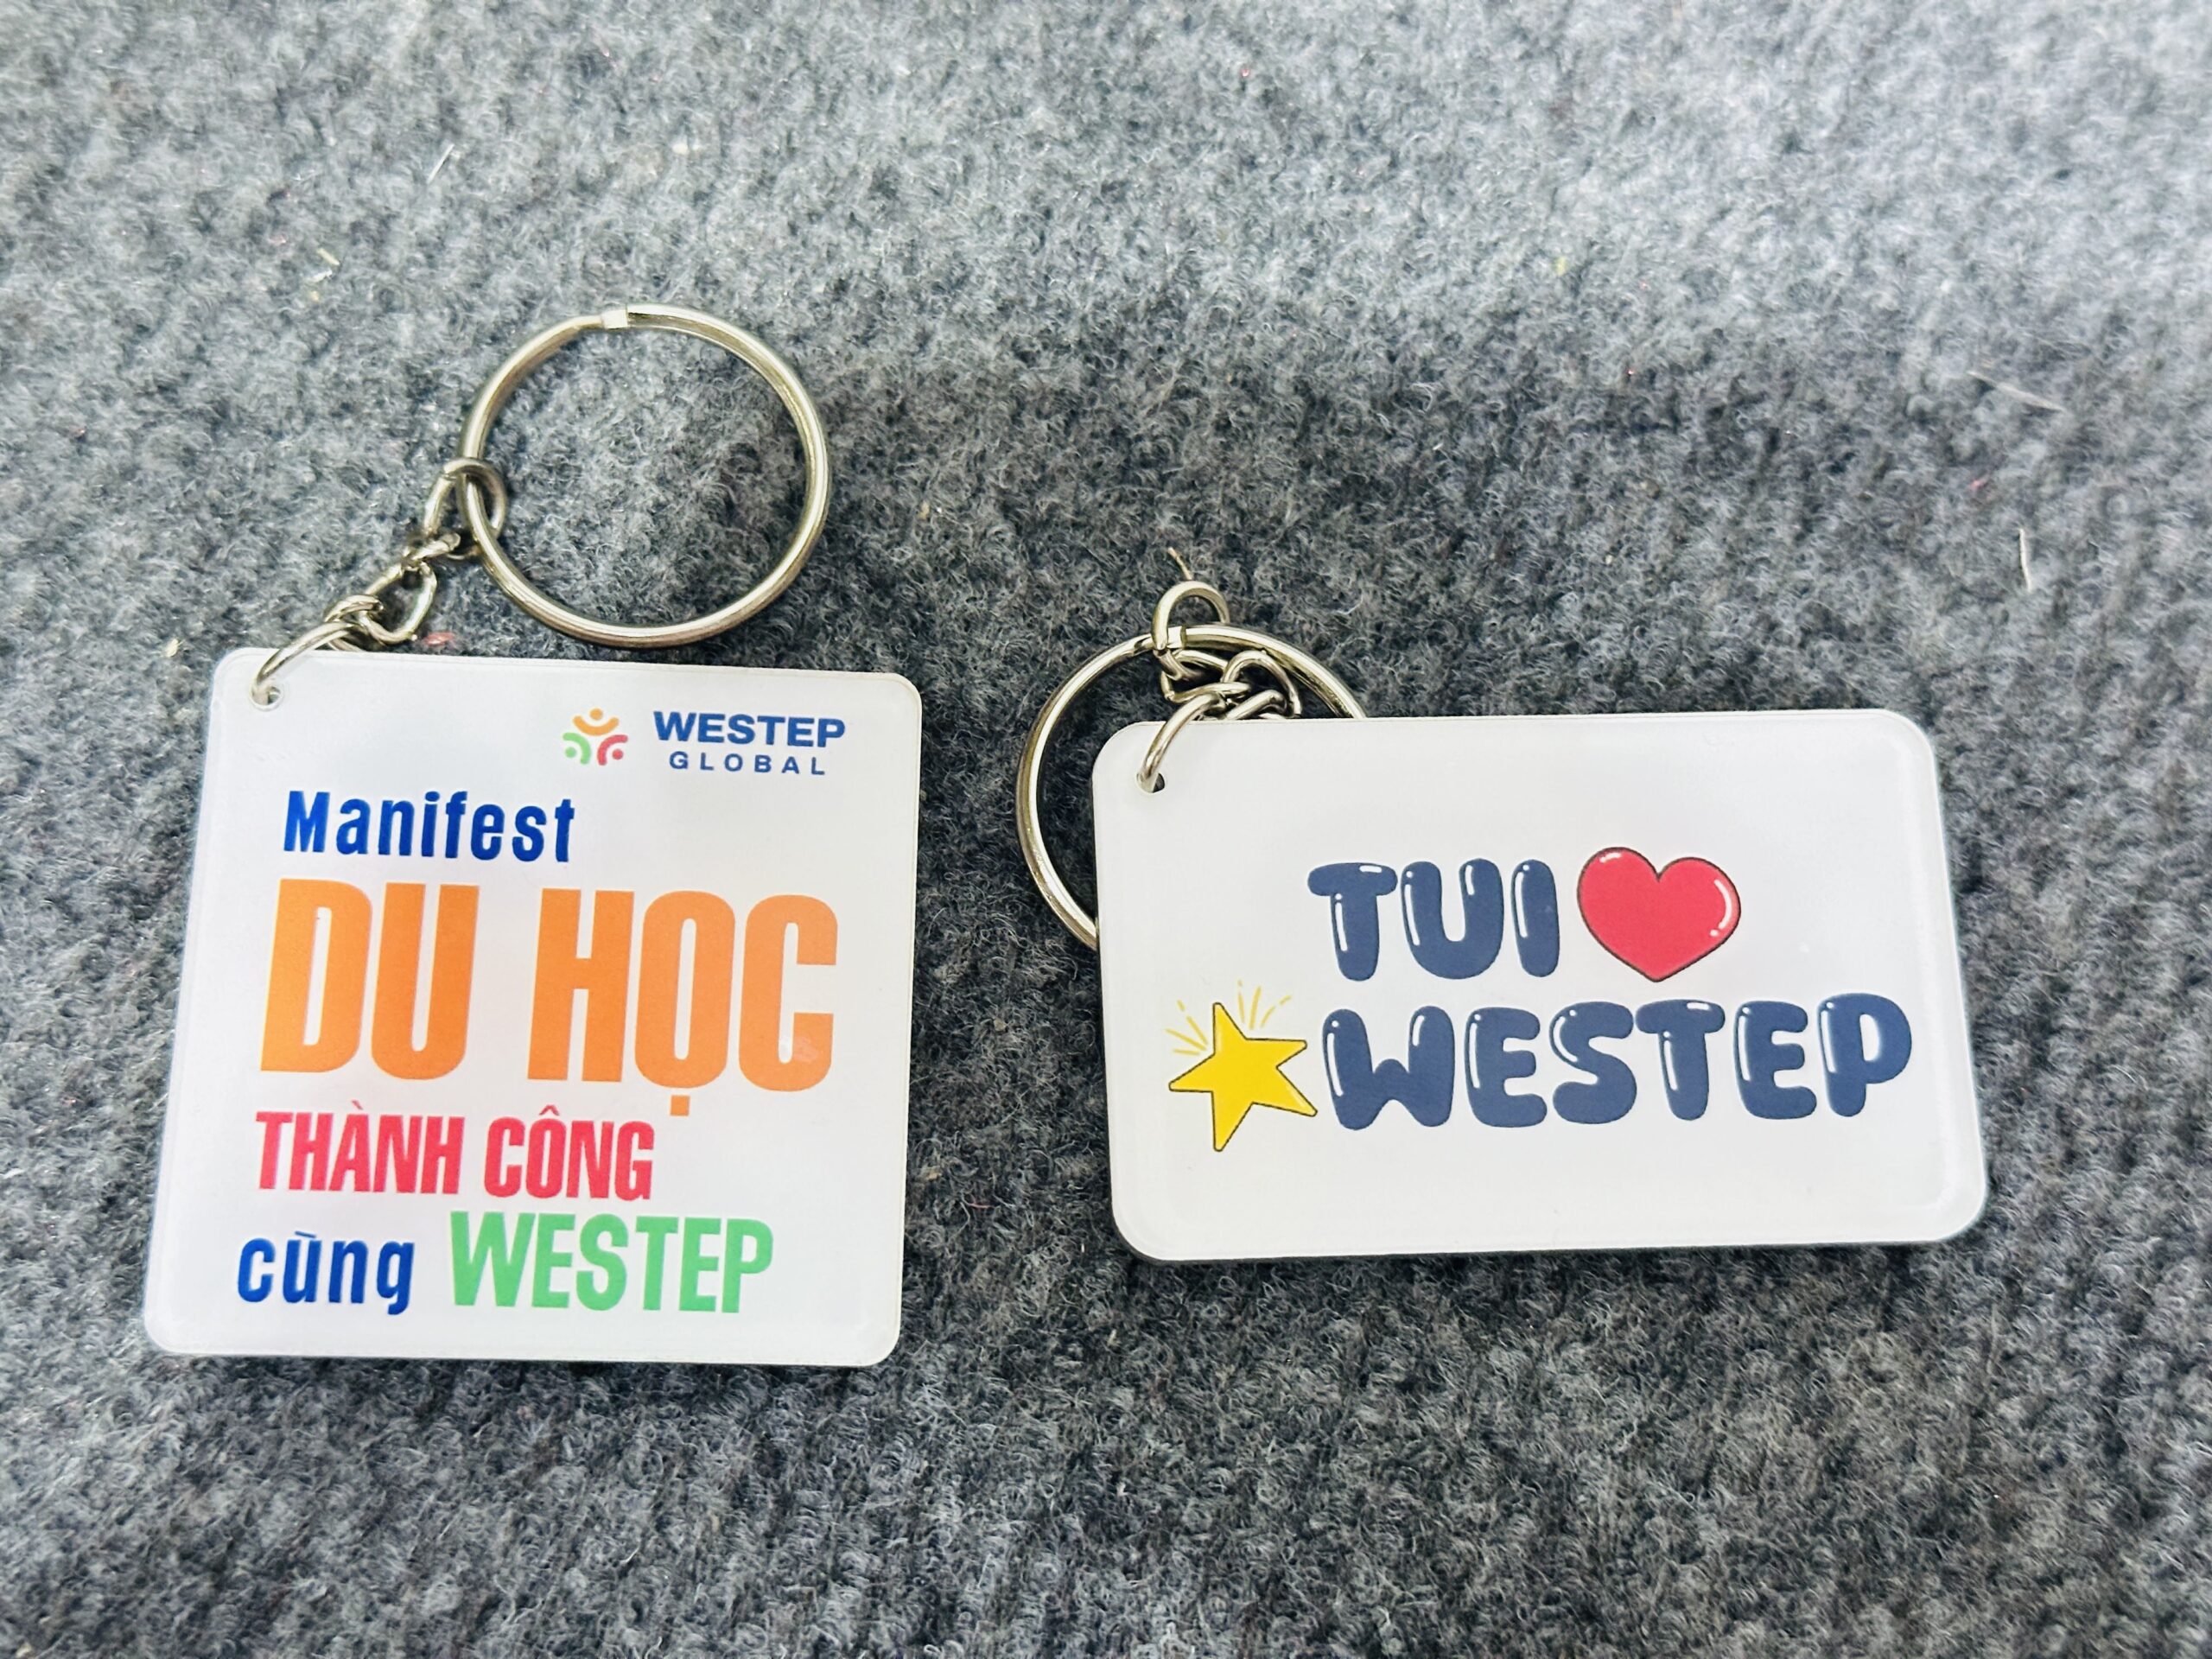 WESTEP
GLOBAL
Manifest
DU HỌC
THÀNH CÔNG
cùng WESTEP
TUI
WESTEP